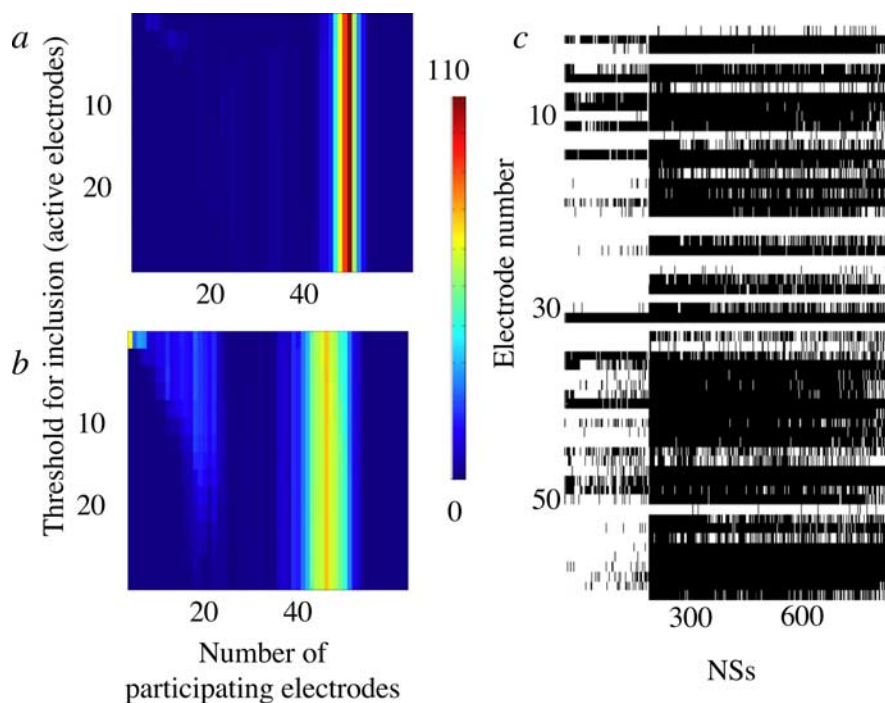 a
10
20
20
40
b
10
20
20
40
Threshold for inclusion (active electrodes)
Number of
participating electrodes
110
0
c
10
30
50
Electrode number
300
600
NSs